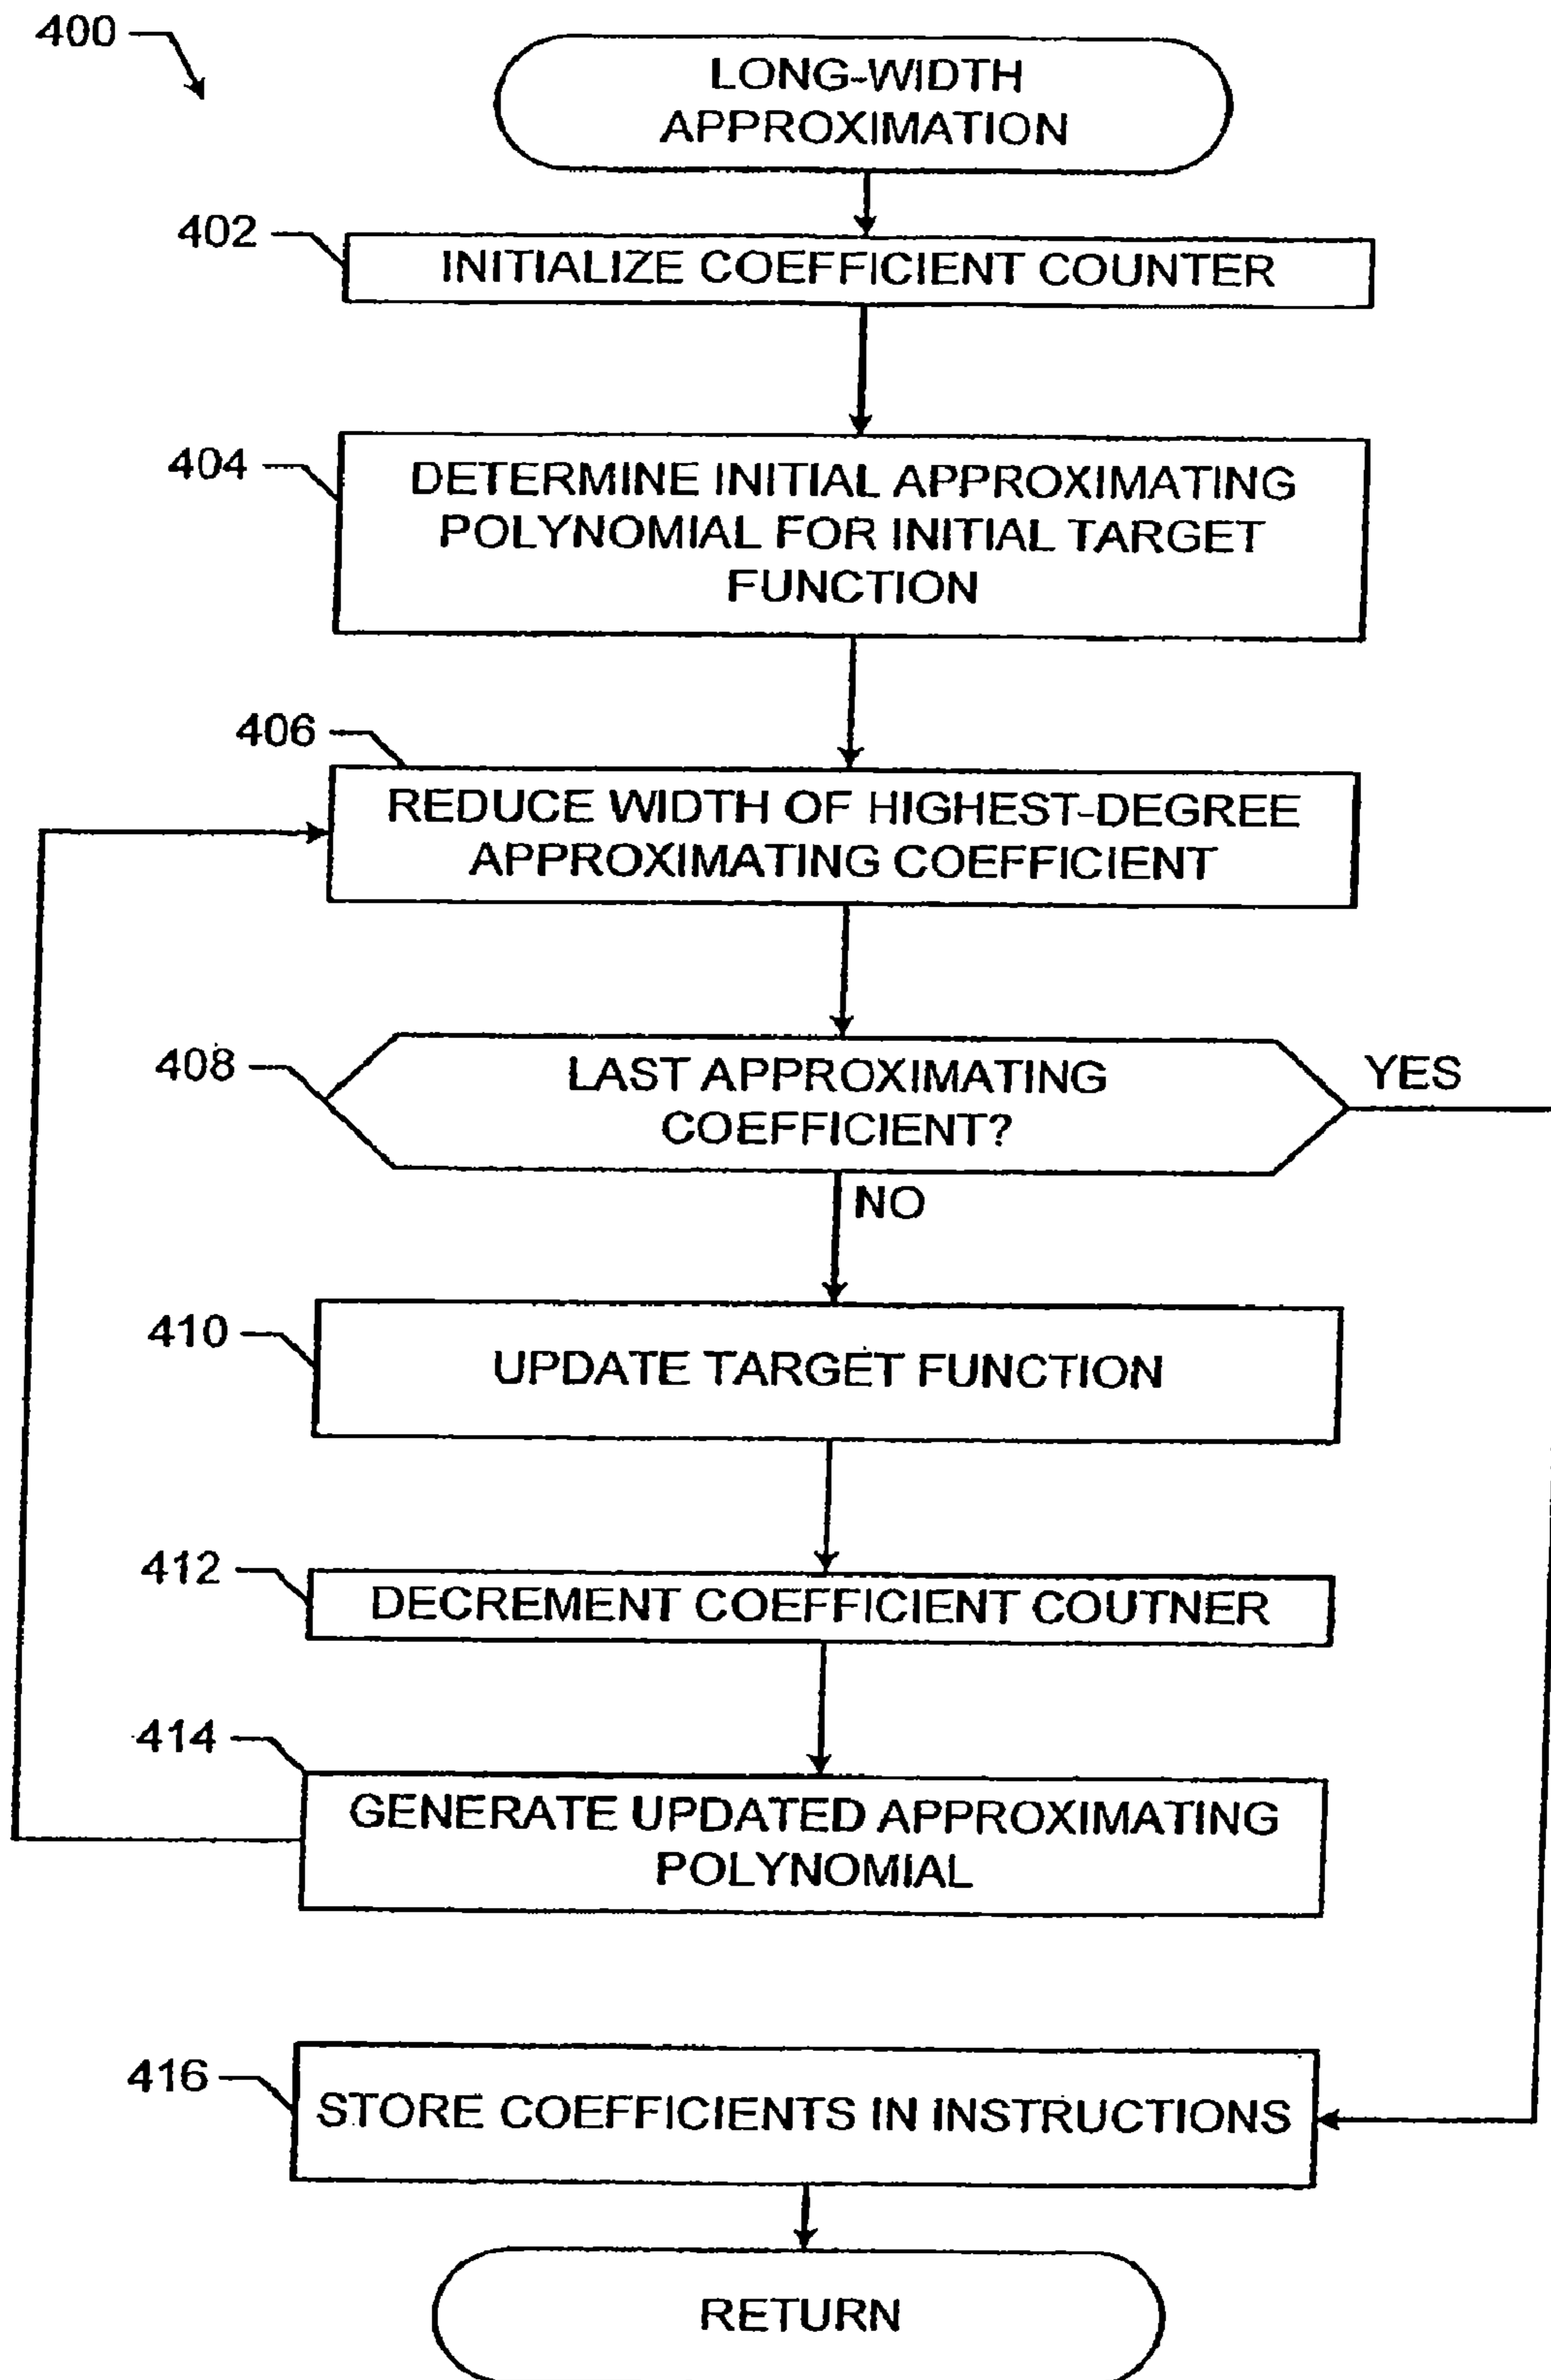 400
LONG-WIDTH
APPROXIMATION
402
INITIALIZE COEFFICIENT COUNTER
404
DETERMINE INITIAL APPROXIMATING
POLYNOMIAL FOR INITIAL TARGET
FUNCTION
406
REDUCE WIDTH OF HIGHEST-DEGREE
APPROXIMATING COEFFICIENT
408
LAST APPROXIMATING
COEFFICIENT?
YES
NO
410
UPDATE TARGET FUNCTION
412
DECREMENT COEFFICIENT COUTNER
414
GENERATE UPDATED APPROXIMATING
POLYNOMIAL
416
STORE COEFFICIENTS IN INSTRUCTIONS
RETURN